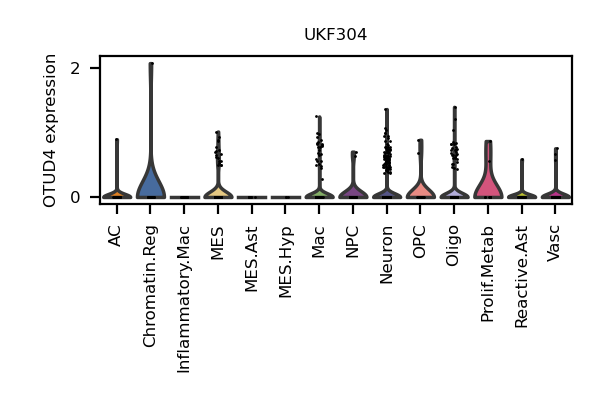 UKF304
OTUD4 expression
2
0
AC
Chromatin.Reg
Inflammatory.Mac
MES
MES.Ast
MES.Hyp
Mac
NPC
Neuron
OPC
Oligo
Prolif.Metab
Reactive.Ast
Vasc